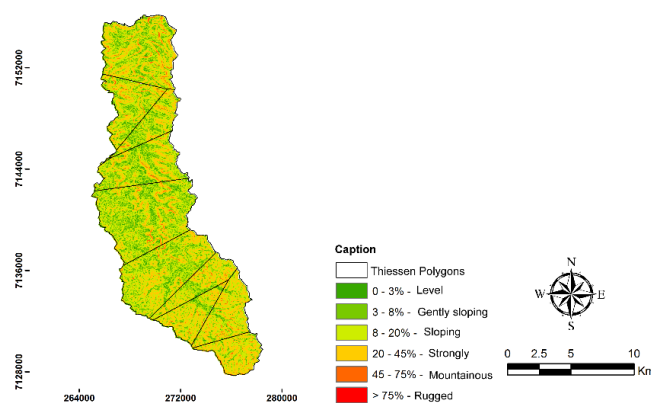 7152000
7144000
7136000
7128000
264000 272000 280000
Caption
Thiessen Polygons
0 - 3% - Level
3 - 8% - Gently sloping
8 - 20% - Sloping
20 - 45% - Strongly
45 - 75% - Mountainous
> 75% - Rugged
N
W E
S
0 2.5 5 10
Km